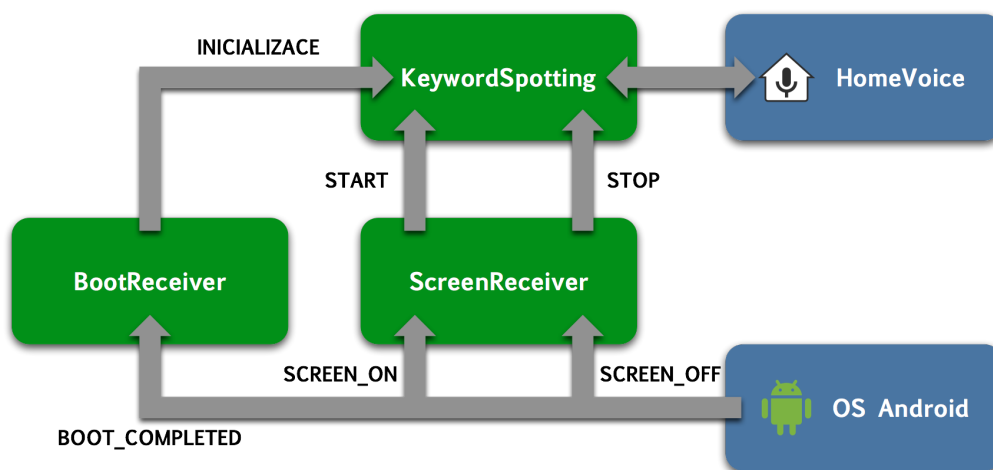 INICIALIZACE
KeywordSpotting
HomeVoice
START
STOP
BootReceiver
ScreenReceiver
SCREEN_ON
SCREEN_OFF
OS Android
BOOT_COMPLETED